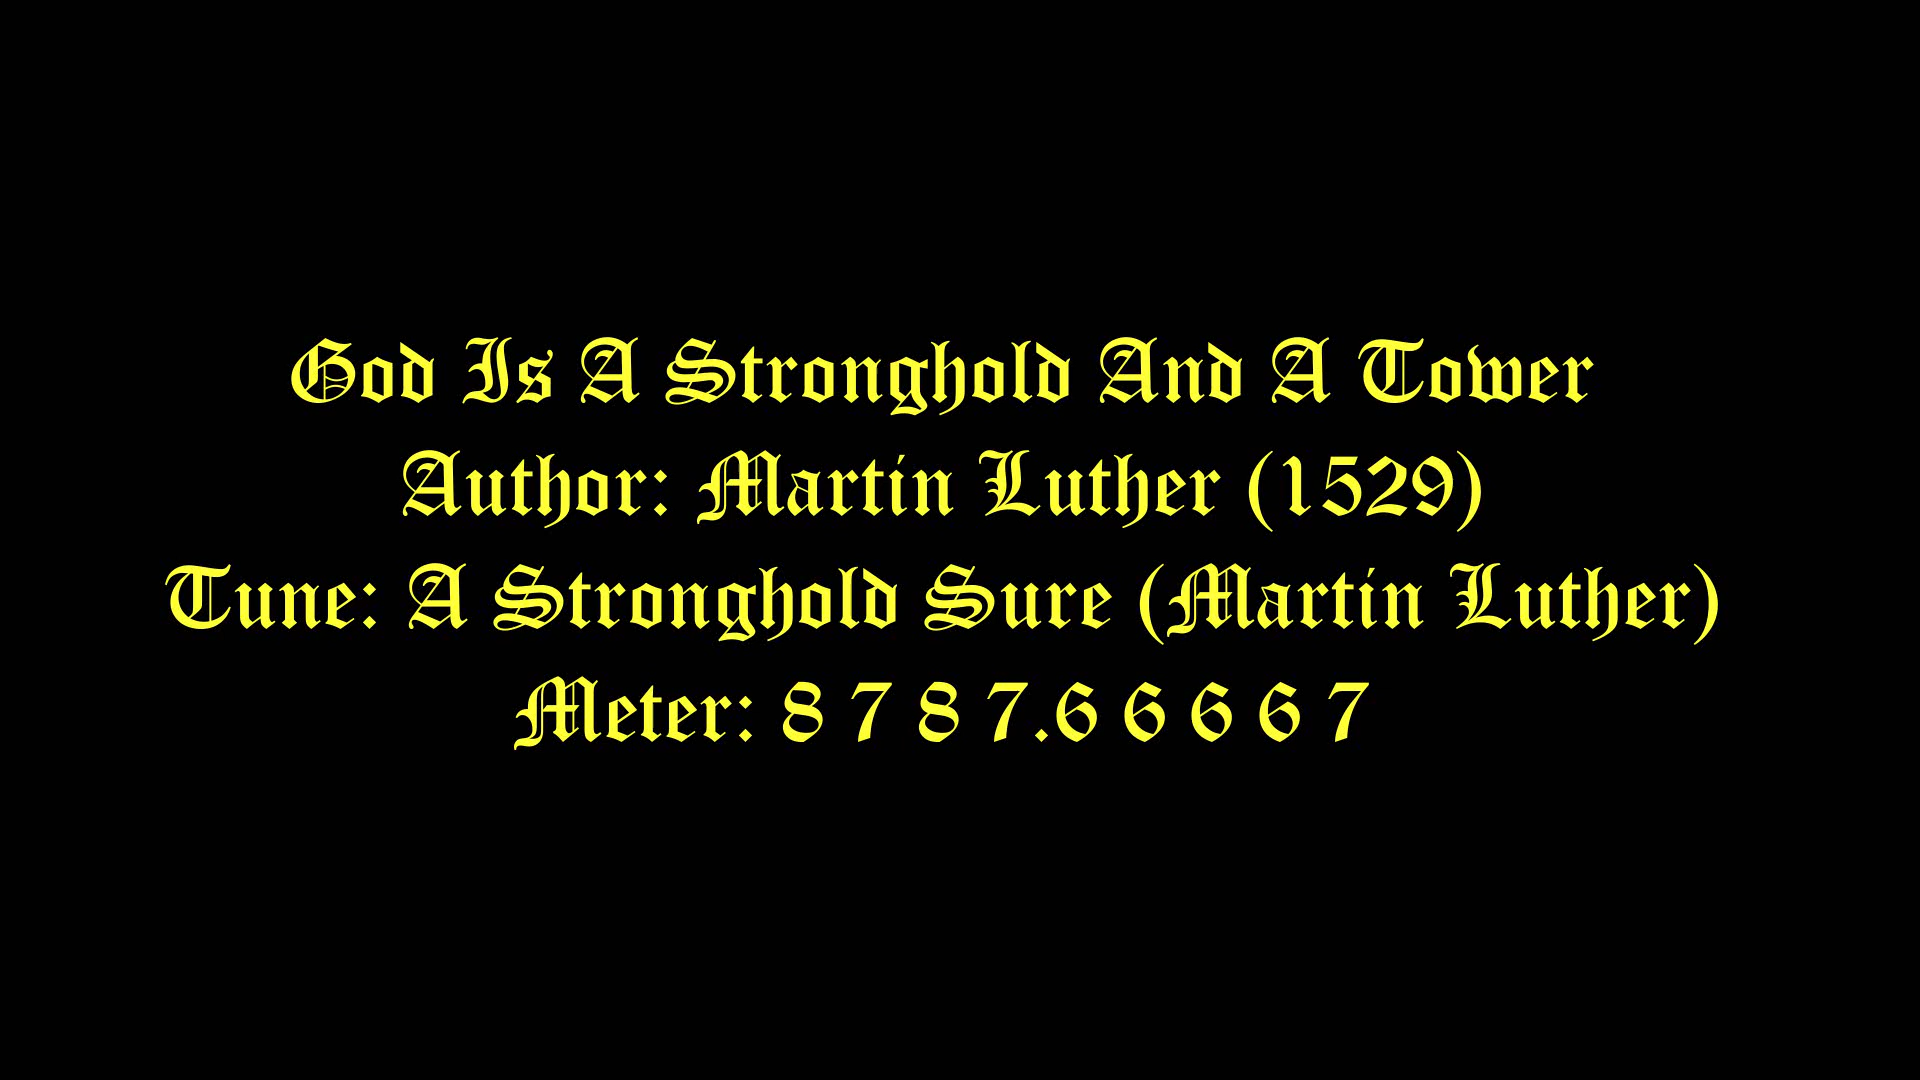 God Is A Stronghold And A Tower
Author: Martin Luther (1529)
Tune: A Stronghold Sure (Martin Luther)
Meter: 8 7 8 7.6 6 6 6 7